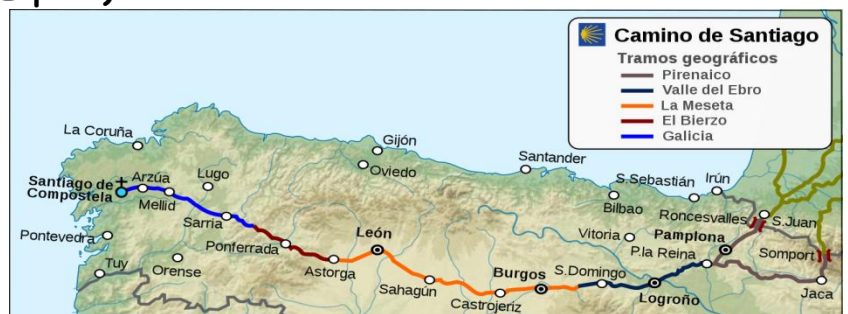 Camino de Santiago
Tramos geográficos
Pirenaico
Valle del Ebro
La Meseta
El Bierzo
Galicia
La Coruña
Gijón
Oviedo
Santander
S.Sebastián
Irún
Santiago de
Compostela
Arzúa
Lugo
Mellid
Bilbao
Roncesvalles
S.Juan
Sarria
Pontevedra
León
Vitoria
Pamplona
Ponferrada
P.la Reina
Somport
Tuy
Orense
Astorga
Burgos
S.Domingo
Sahagún
Castrojeriz
Logroño
Jaca